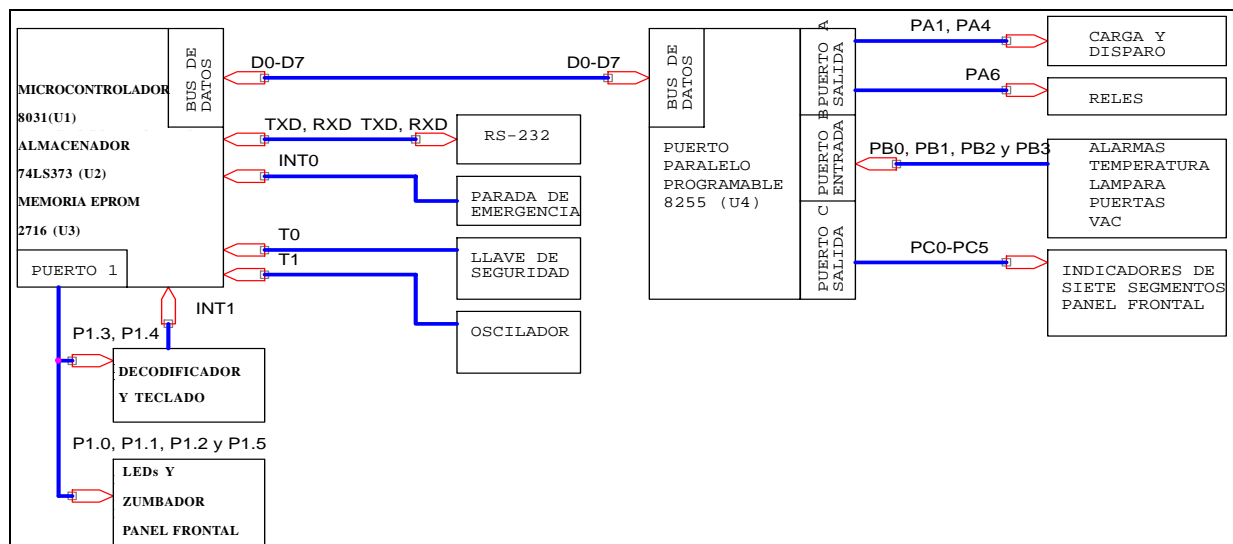 MICROCONTROLADOR
8031(U1)
ALMACENADOR
74LS373 (U2)
MEMORIA EPROM
2716 (U3)
BUS DE
DATOS
PUERTO 1
D0-D7
D0-D7
TXD, RXD
TXD, RXD
RS-232
INT0
PARADA DE
EMERGENCIA
T0
LLAVE DE
SEGURIDAD
T1
OSCILADOR
INT1
P1.3, P1.4
DECODIFICADOR
Y TECLADO
P1.0, P1.1, P1.2 y P1.5
LEDs Y
ZUMBADOR
PANEL FRONTAL
BUS DE
DATOS
PUERTO
PARALELO
PROGRAMABLE
8255 (U4)
PUERTO A
SALIDA
PUERTO B
ENTRADA
PUERTO C
SALIDA
PA1, PA4
CARGA Y
DISPARO
PA6
RELES
PB0, PB1, PB2 y PB3
ALARMAS
TEMPERATURA
LAMPARA
PUERTAS
VAC
PC0-PC5
INDICADORES DE
SIETE SEGMENTOS
PANEL FRONTAL